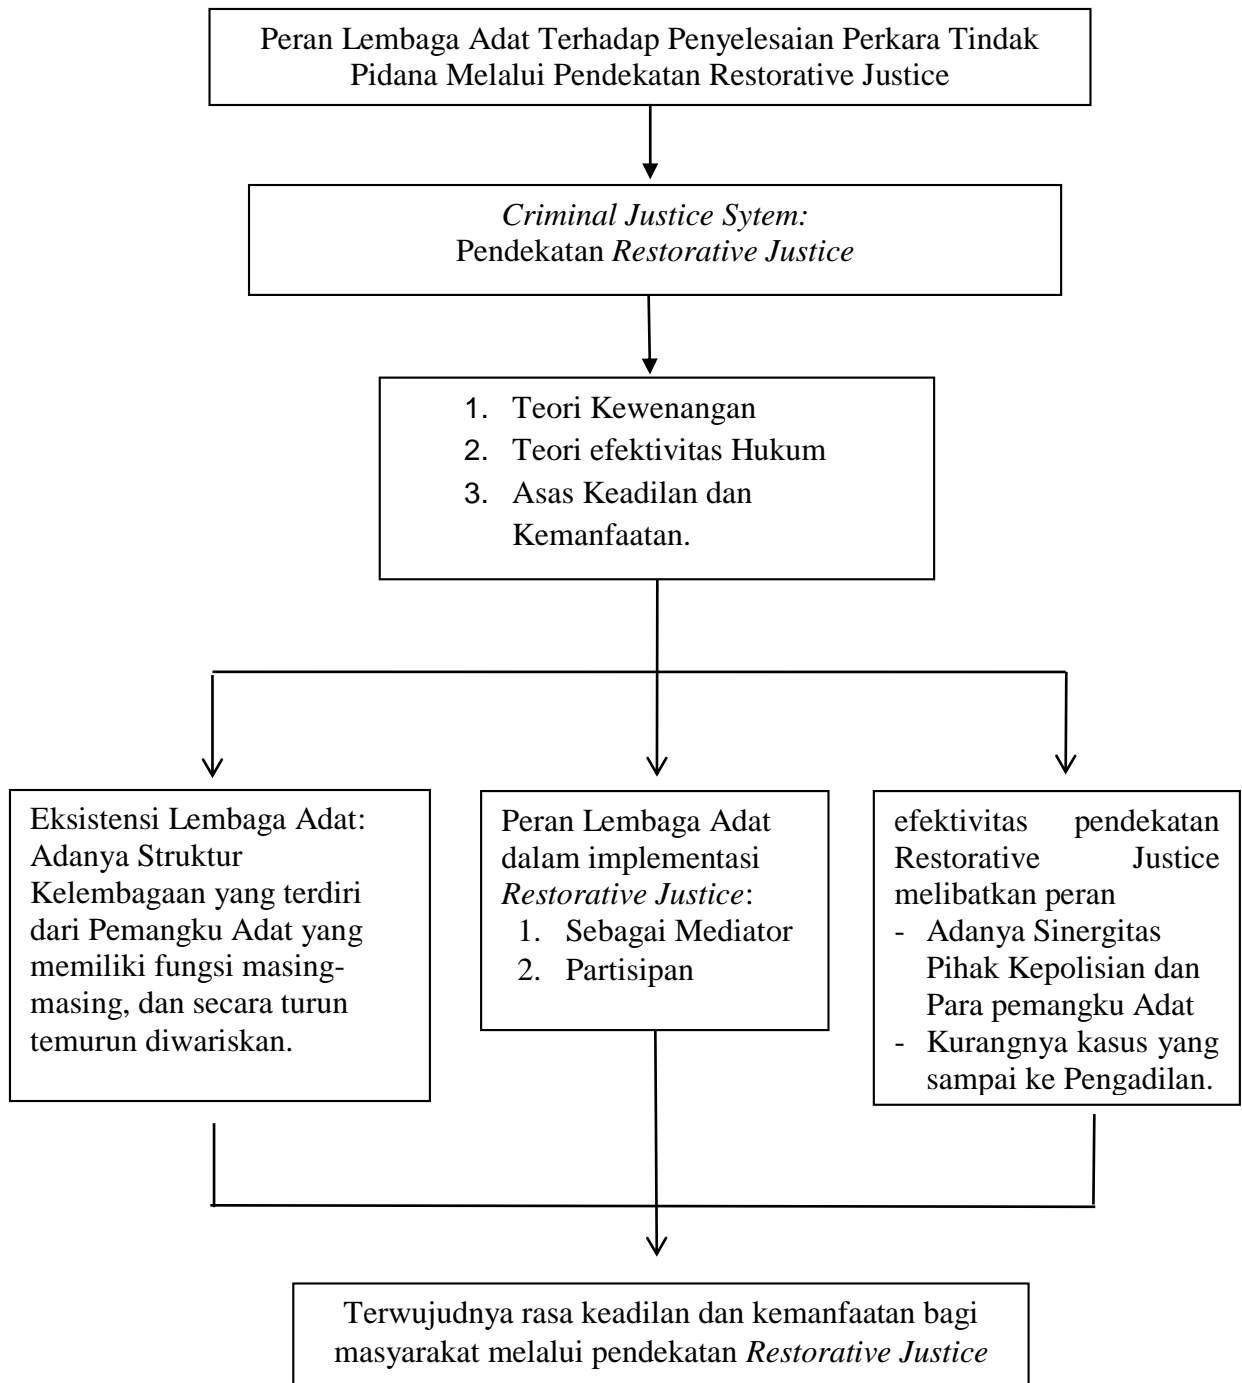 Peran Lembaga Adat Terhadap Penyelesaian Perkara Tindak
Pidana Melalui Pendekatan Restorative Justice
Criminal Justice Sytem:
Pendekatan Restorative Justice
1. Teori Kewenangan
2. Teori efektivitas Hukum
3. Asas Keadilan dan
Kemanfaatan.
Eksistensi Lembaga Adat:
Adanya Struktur
Kelembagaan yang terdiri
dari Pemangku Adat yang
memiliki fungsi masing-
masing, dan secara turun
temurun diwariskan.
Peran Lembaga Adat
dalam implementasi
Restorative Justice:
1. Sebagai Mediator
2. Partisipan
efektivitas pendekatan
Restorative Justice
melibatkan peran
- Adanya Sinergitas
Pihak Kepolisian dan
Para pemangku Adat
- Kurangnya kasus yang
sampai ke Pengadilan.
Terwujudnya rasa keadilan dan kemanfaatan bagi
masyarakat melalui pendekatan Restorative Justice